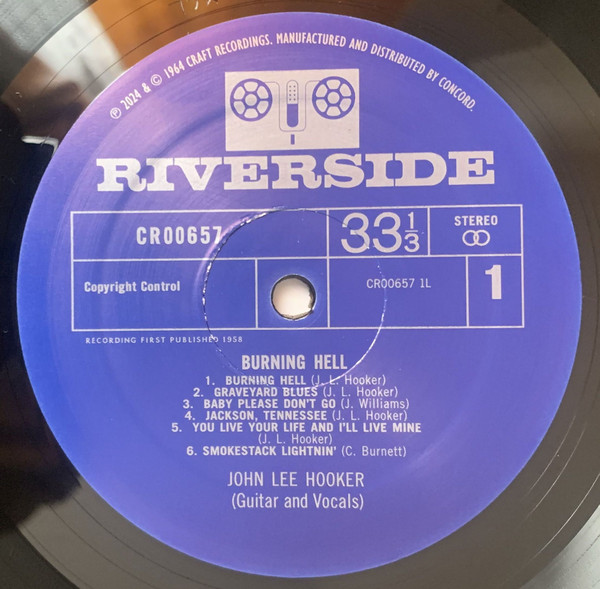 ℗ 2024 & © 1964 CRAFT RECORDINGS. MANUFACTURED AND DISTRIBUTED BY CONCORD.
RIVERSIDE
CR00657
33 1/3
STEREO
Copyright Control
CR00657 1L
1
RECORDING FIRST PUBLISHED 1958
BURNING HELL
1. BURNING HELL (J. L. Hooker)
2. GRAVEYARD BLUES (J. L. Hooker)
3. BABY PLEASE DON'T GO (J. Williams)
4. JACKSON, TENNESSEE (J. L. Hooker)
5. YOU LIVE YOUR LIFE AND I'LL LIVE MINE
(J. L. Hooker)
6. SMOKESTACK LIGHTNIN' (C. Burnett)
JOHN LEE HOOKER
(Guitar and Vocals)